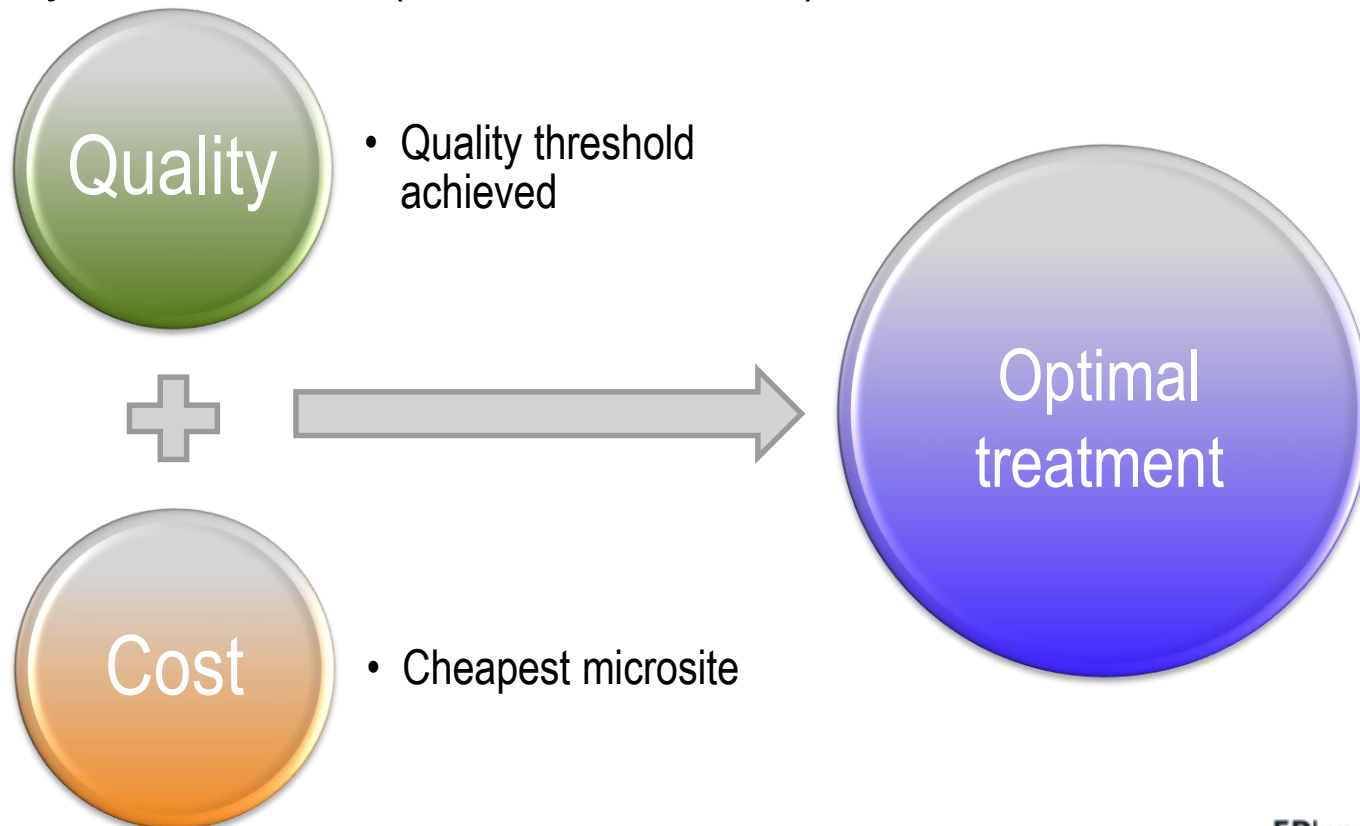 Quality
• Quality threshold
achieved
Optimal
treatment
Cost
• Cheapest microsite